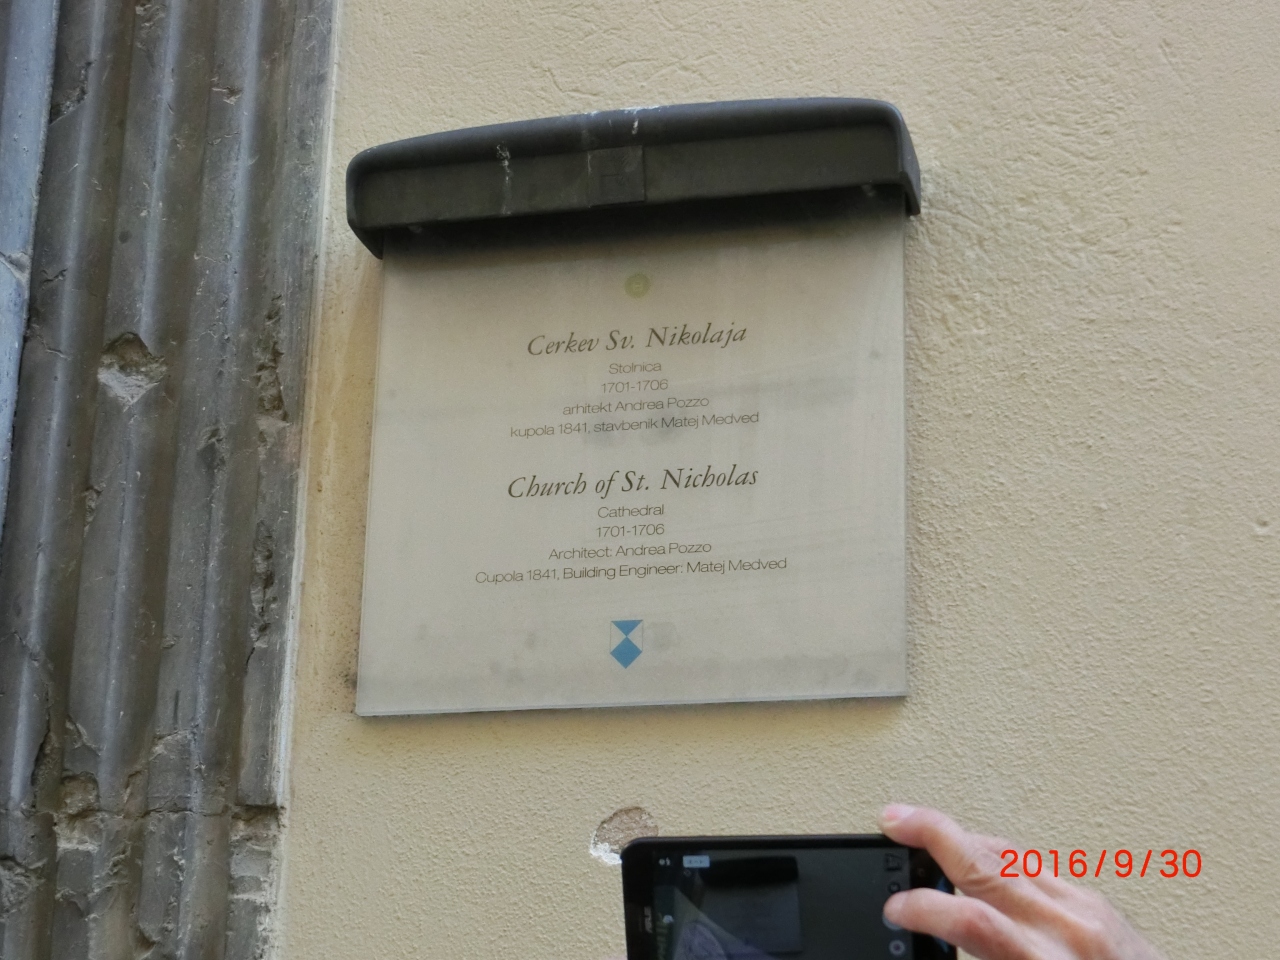 Cerkev Sv. Nikolaja
Stolnica
1701-1706
arhitekt Andrea Pozzo
kupola 1841, stavbenik Matej Medved
Church of St. Nicholas
Cathedral
1701-1706
Architect: Andrea Pozzo
Cupola 1841, Building Engineer: Matej Medved
ASUS
2016/9/30